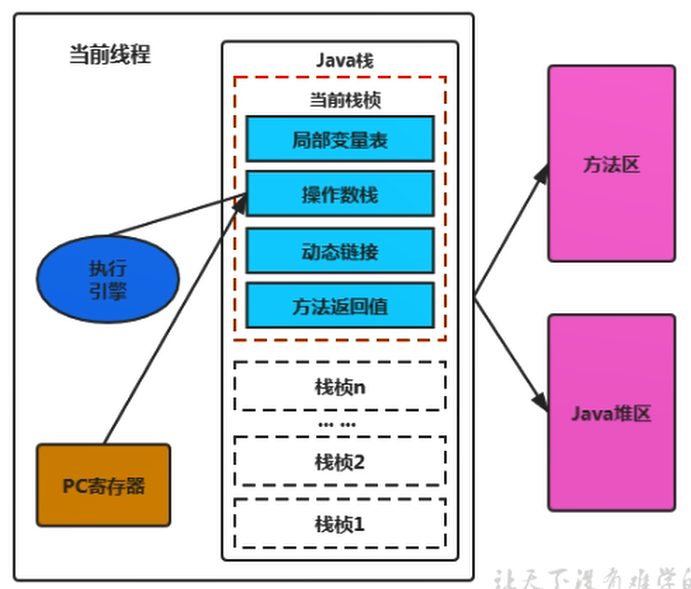 当前线程
Java栈
当前栈桢
局部变量表
操作数栈
动态链接
方法返回值
栈桢n
... ...
栈桢2
栈桢1
执行
引擎
PC寄存器
方法区
Java堆区
让天下没有难学的